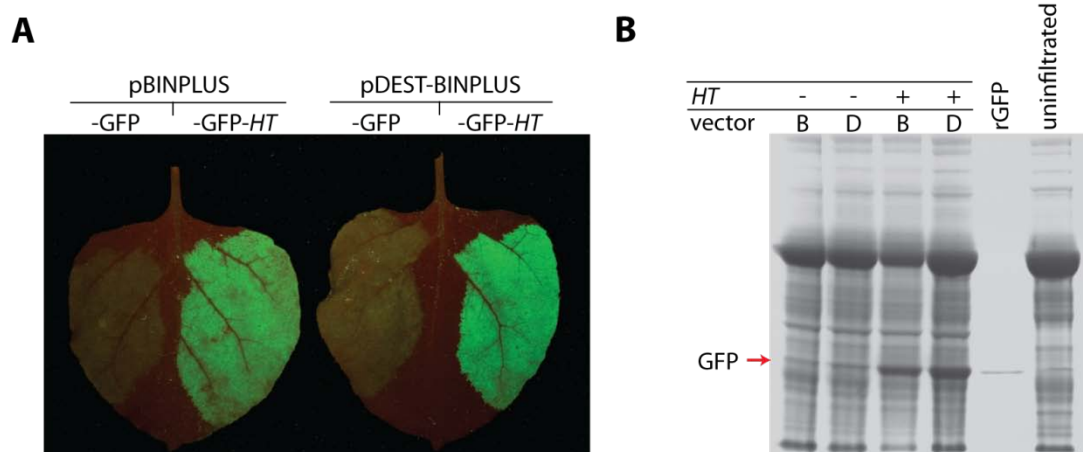 A
pBINPLUS
pDEST-BINPLUS
-GFP
-GFP-HT
-GFP
-GFP-HT
B
HT - - + +
vector B D B D
rGFP
uninfiltrated
GFP